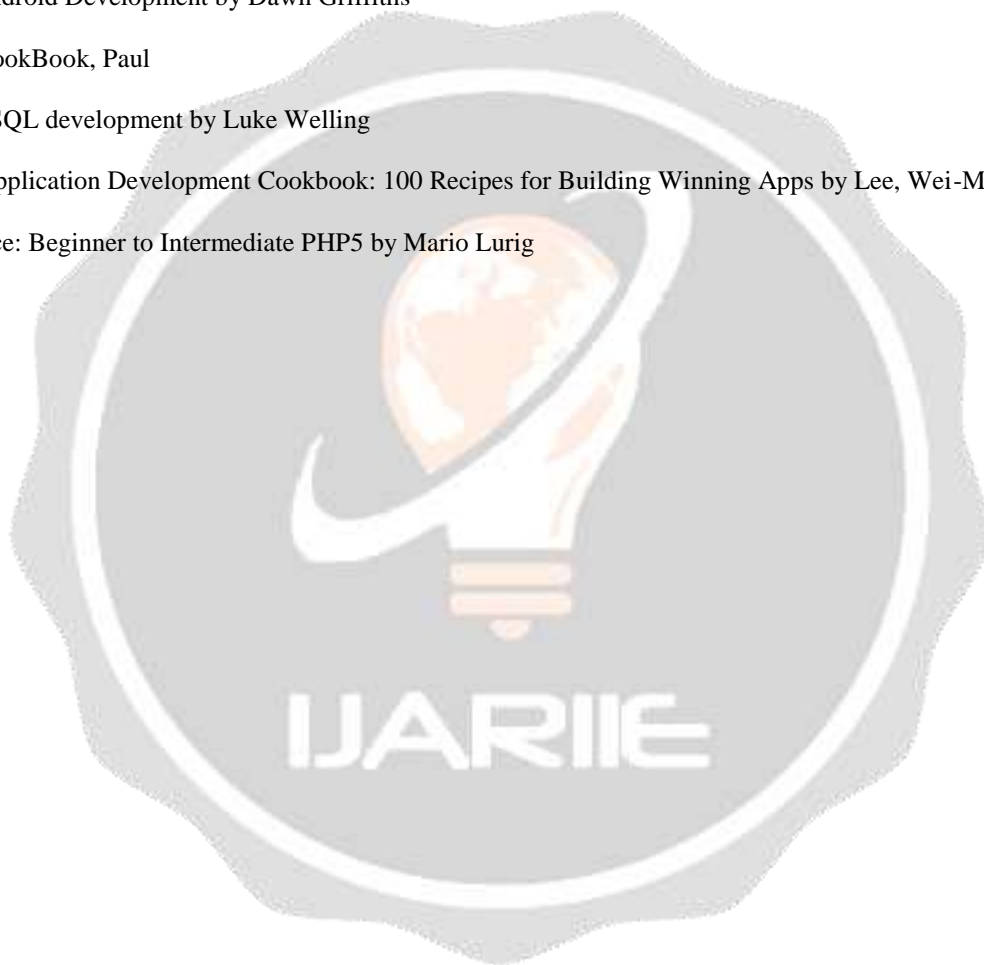 Android Development by Dawn Griffiths
ookBook, Paul
SQL development by Luke Welling
pplication Development Cookbook: 100 Recipes for Building Winning Apps by Lee, Wei-M
ce: Beginner to Intermediate PHP5 by Mario Lurig
IJARIIE